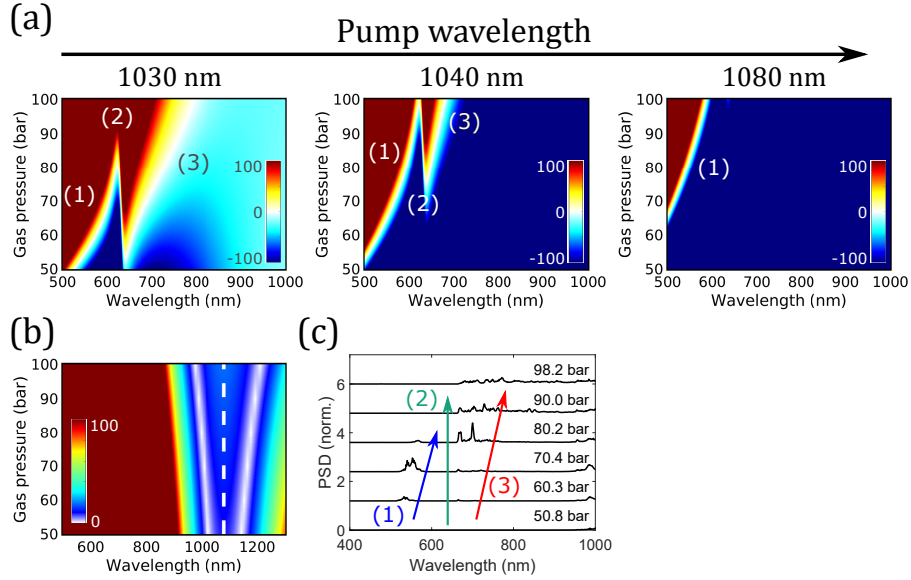 (a)
Pump wavelength
1030 nm
1040 nm
1080 nm
100
90
80
70
60
50
Gas pressure (bar)
(1)
(2)
(3)
100
0
-100
500 600 700 800 900 1000
Wavelength (nm)
100
90
80
70
60
50
Gas pressure (bar)
(1)
(2)
(3)
100
0
-100
500 600 700 800 900 1000
Wavelength (nm)
100
90
80
70
60
50
Gas pressure (bar)
(1)
100
0
-100
500 600 700 800 900 1000
Wavelength (nm)
(b)
100
90
80
70
60
50
Gas pressure (bar)
100
0
600 800 1000 1200
Wavelength (nm)
(c)
6
4
2
0
PSD (norm.)
(1)
(2)
(3)
98.2 bar
90.0 bar
80.2 bar
70.4 bar
60.3 bar
50.8 bar
400 600 800 1000
Wavelength (nm)